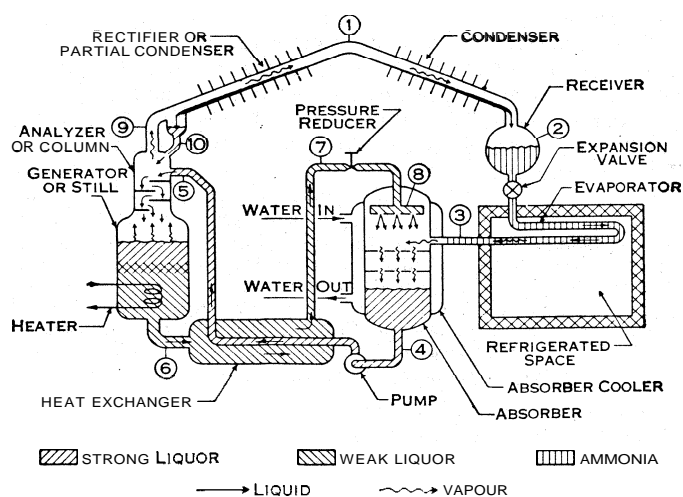 ①
RECTIFIER OR
PARTIAL CONDENSER
CONDENSER
RECEIVER
PRESSURE
REDUCER
⑨
②
ANALYZER
OR COLUMN
⑩
⑦
EXPANSION
VALVE
GENERATOR
OR STILL
⑤
⑧
EVAPORATOR
WATER IN
③
WATER OUT
HEATER
REFRIGERATED
SPACE
⑥
④
HEAT EXCHANGER
PUMP
ABSORBER COOLER
ABSORBER
STRONG LIQUOR
WEAK LIQUOR
AMMONIA
LIQUID
VAPOUR